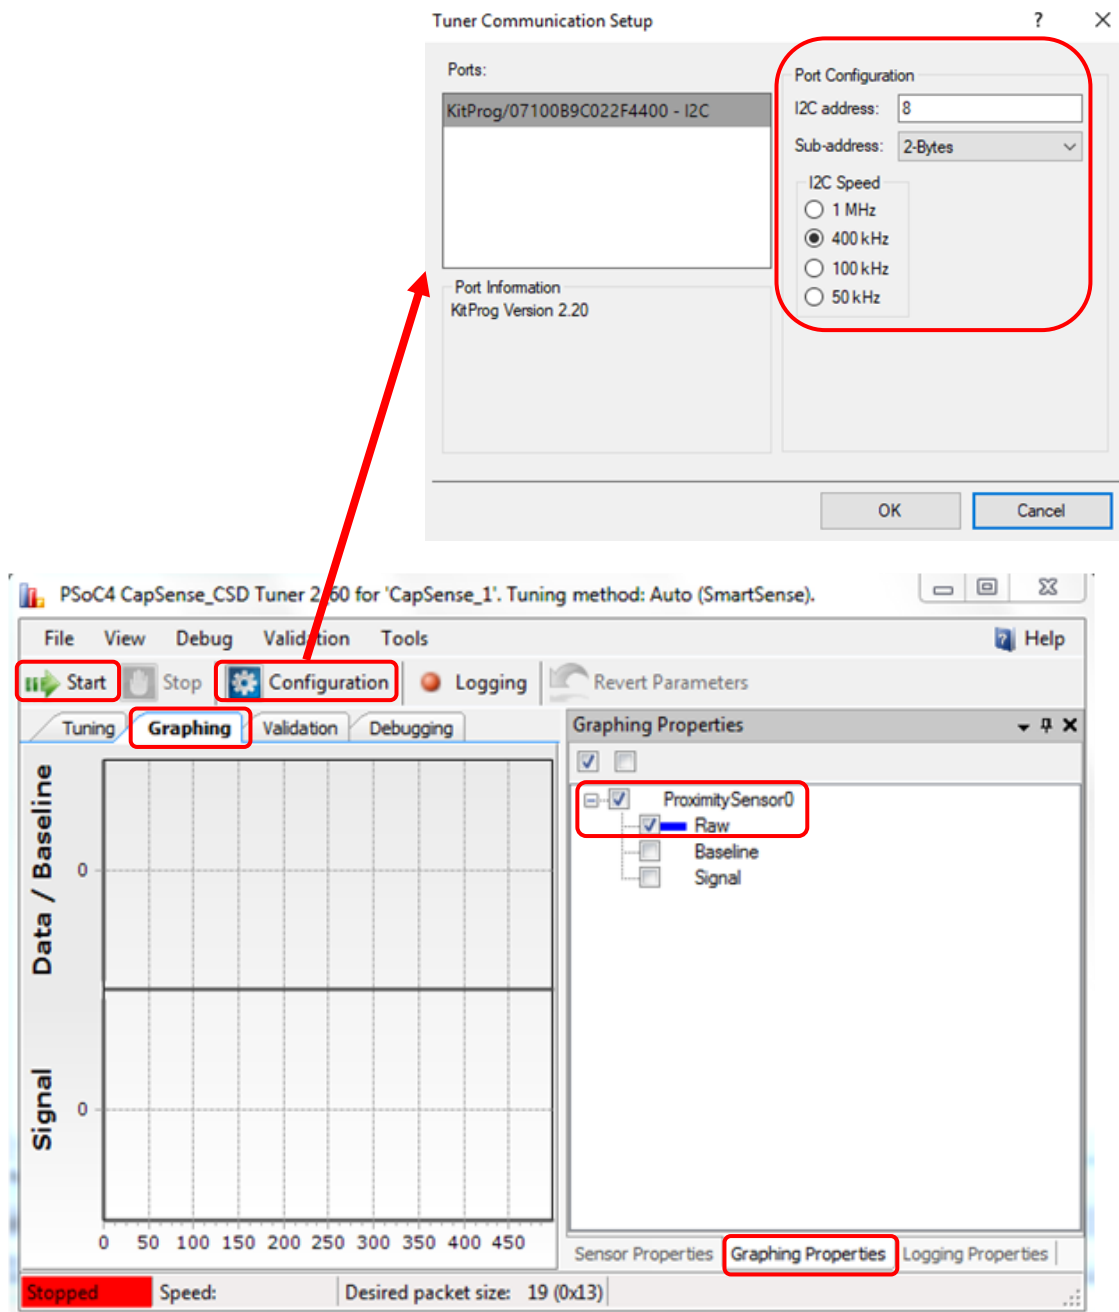 Tuner Communication Setup
?
Ports:
KitProg/07100B9C022F4400 - I2C
Port Information
KitProg Version 2.20
Port Configuration
I2C address: 8
Sub-address: 2-Bytes
I2C Speed
1 MHz
400 kHz
100 kHz
50 kHz
OK Cancel
PSoC4 CapSense_CSD Tuner 2.60 for 'CapSense_1'. Tuning method: Auto (SmartSense).
File View Debug Validation Tools ? Help
Start Stop Configuration Logging Revert Parameters
Tuning Graphing Validation Debugging
Data / Baseline
0
Signal
0
0 50 100 150 200 250 300 350 400 450
Graphing Properties
ProximitySensor0
Raw
Baseline
Signal
Sensor Properties Graphing Properties Logging Properties
Stopped Speed: Desired packet size: 19 (0x13)